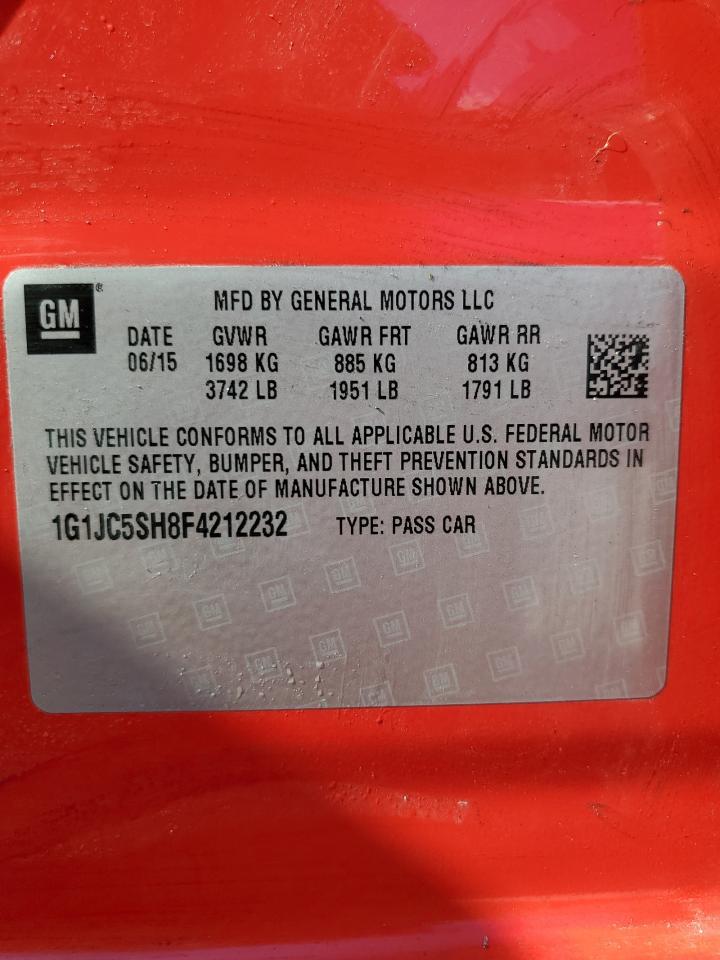 GM®
MFD BY GENERAL MOTORS LLC
DATE GVWR GAWR FRT GAWR RR
06/15 1698 KG 885 KG 813 KG
3742 LB 1951 LB 1791 LB
THIS VEHICLE CONFORMS TO ALL APPLICABLE U.S. FEDERAL MOTOR
VEHICLE SAFETY, BUMPER, AND THEFT PREVENTION STANDARDS IN
EFFECT ON THE DATE OF MANUFACTURE SHOWN ABOVE.
1G1JC5SH8F4212232 TYPE: PASS CAR